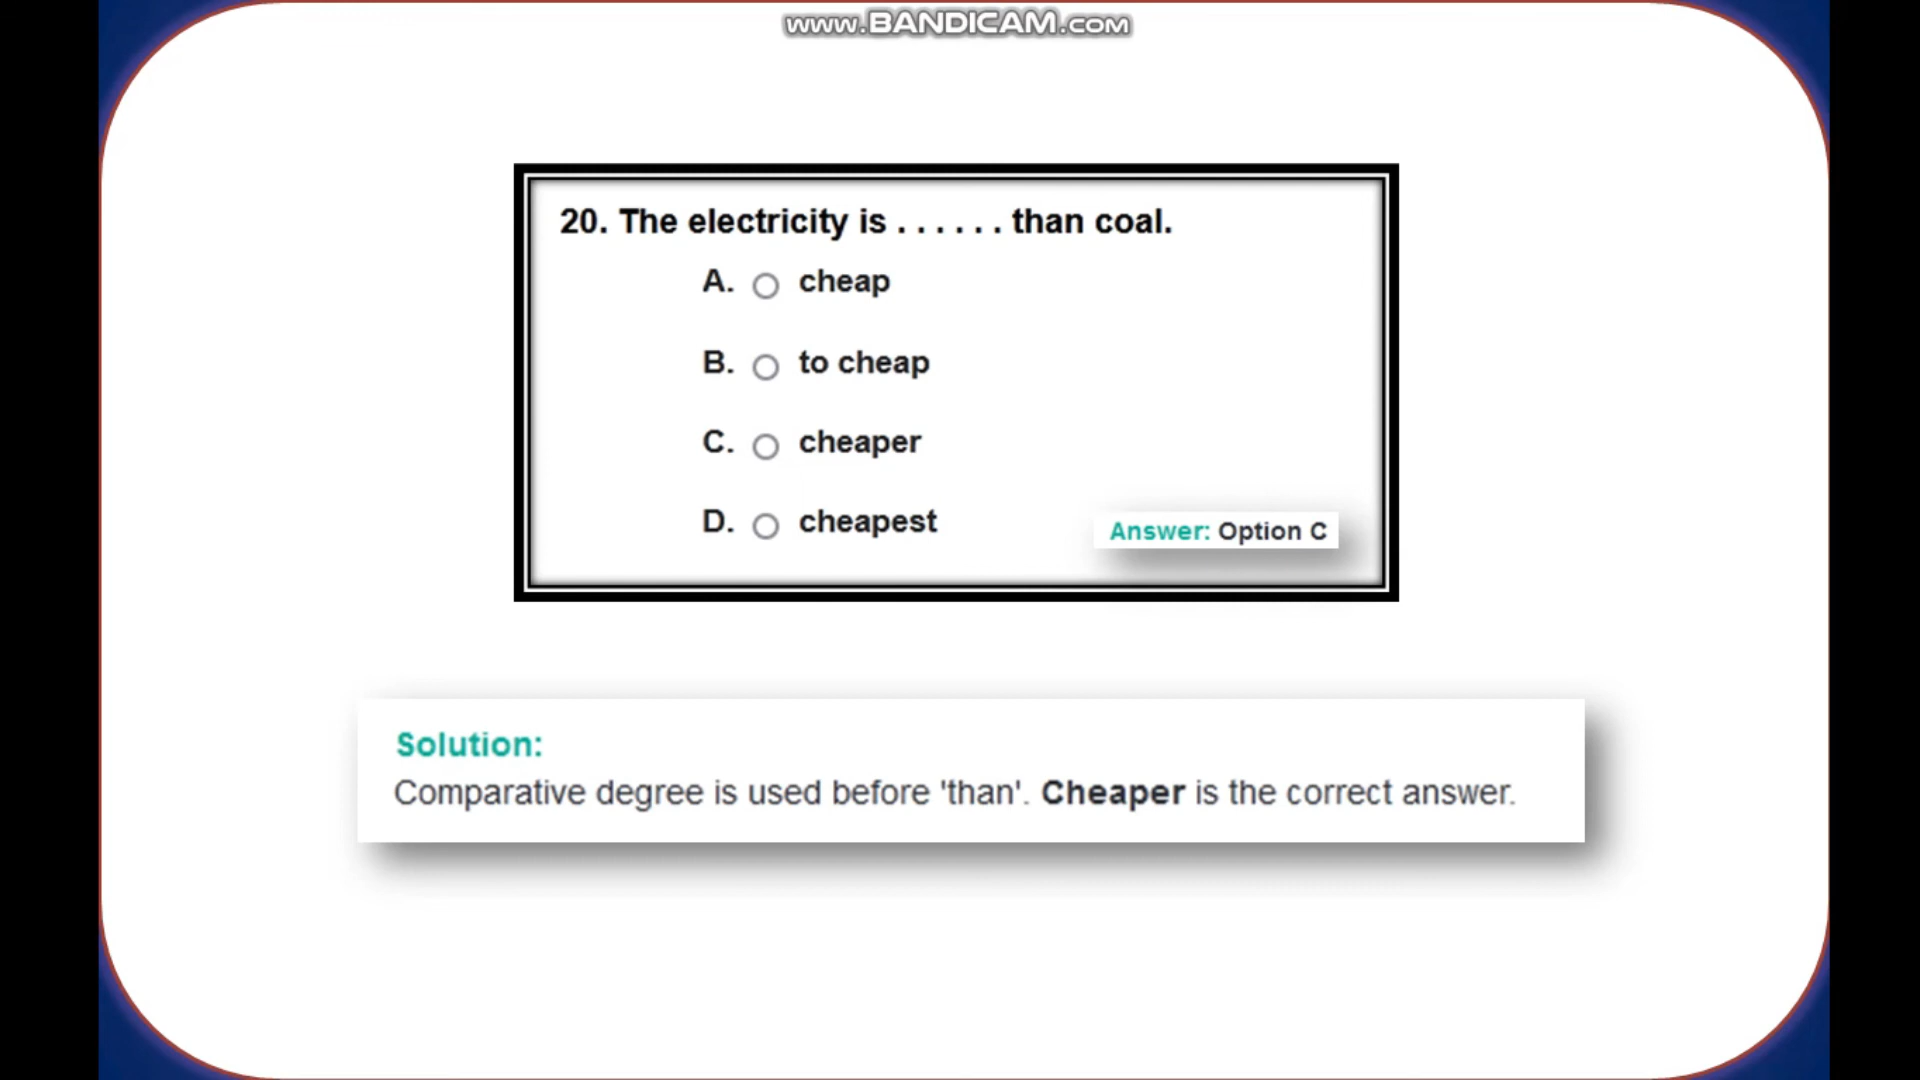 www.BANDICAM.com
20. The electricity is . . . . . . than coal.
A. cheap
B. to cheap
C. cheaper
D. cheapest
Answer: Option C
Solution:
Comparative degree is used before 'than'. Cheaper is the correct answer.